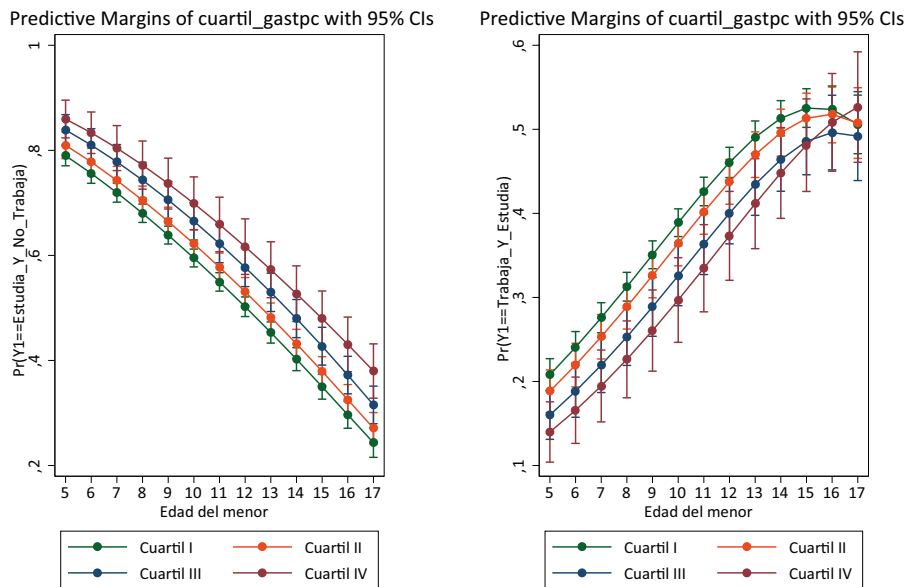 Predictive Margins of cuartil_gastpc with 95% CIs
Pr(Y1==Estudia_Y_No_Trabaja)
1
,8
,6
,4
,2
5 6 7 8 9 10 11 12 13 14 15 16 17
Edad del menor
Cuartil I Cuartil II
Cuartil III Cuartil IV
Predictive Margins of cuartil_gastpc with 95% CIs
Pr(Y1==Trabaja_Y_Estudia)
,6
,5
,4
,3
,2
,1
5 6 7 8 9 10 11 12 13 14 15 16 17
Edad del menor
Cuartil I Cuartil II
Cuartil III Cuartil IV